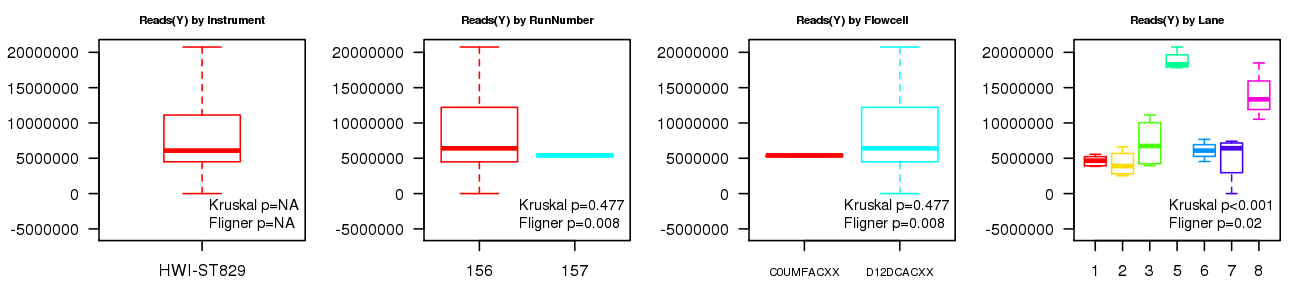 Reads(Y) by Instrument
20000000
15000000
10000000
5000000
0
-5000000
Kruskal p=NA
Fligner p=NA
HWI-ST829
Reads(Y) by RunNumber
20000000
15000000
10000000
5000000
0
-5000000
Kruskal p=0.477
Fligner p=0.008
156 157
Reads(Y) by Flowcell
20000000
15000000
10000000
5000000
0
-5000000
Kruskal p=0.477
Fligner p=0.008
C0UMFACXX D12DCACXX
Reads(Y) by Lane
20000000
15000000
10000000
5000000
0
-5000000
Kruskal p<0.001
Fligner p=0.02
1 2 3 5 6 7 8